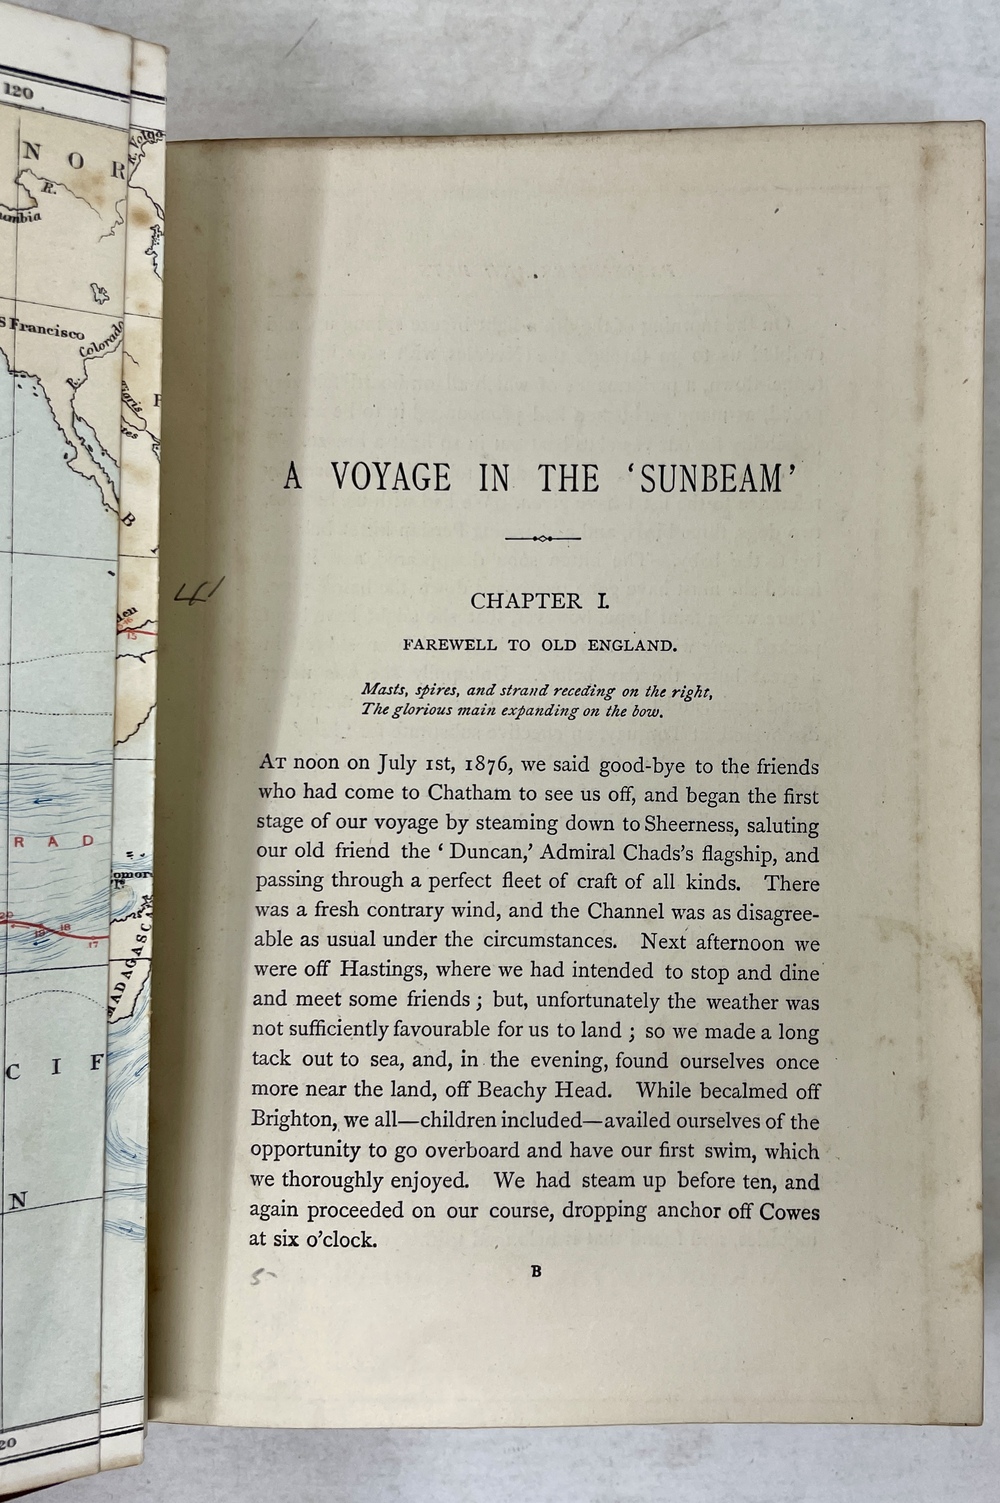 120
N O R
R.
S Francisco
Colorado
R.
R. Volga
B
15
R A D
18
17
MADAGASCAR
C I F
N
20
41
A VOYAGE IN THE ‘SUNBEAM’
CHAPTER I.
FAREWELL TO OLD ENGLAND.
Masts, spires, and strand receding on the right,
The glorious main expanding on the bow.
AT noon on July 1st, 1876, we said good-bye to the friends
who had come to Chatham to see us off, and began the first
stage of our voyage by steaming down to Sheerness, saluting
our old friend the ‘ Duncan,’ Admiral Chads’s flagship, and
passing through a perfect fleet of craft of all kinds. There
was a fresh contrary wind, and the Channel was as disagree-
able as usual under the circumstances. Next afternoon we
were off Hastings, where we had intended to stop and dine
and meet some friends ; but, unfortunately the weather was
not sufficiently favourable for us to land ; so we made a long
tack out to sea, and, in the evening, found ourselves once
more near the land, off Beachy Head. While becalmed off
Brighton, we all—children included—availed ourselves of the
opportunity to go overboard and have our first swim, which
we thoroughly enjoyed. We had steam up before ten, and
again proceeded on our course, dropping anchor off Cowes
at six o’clock.
5-
B